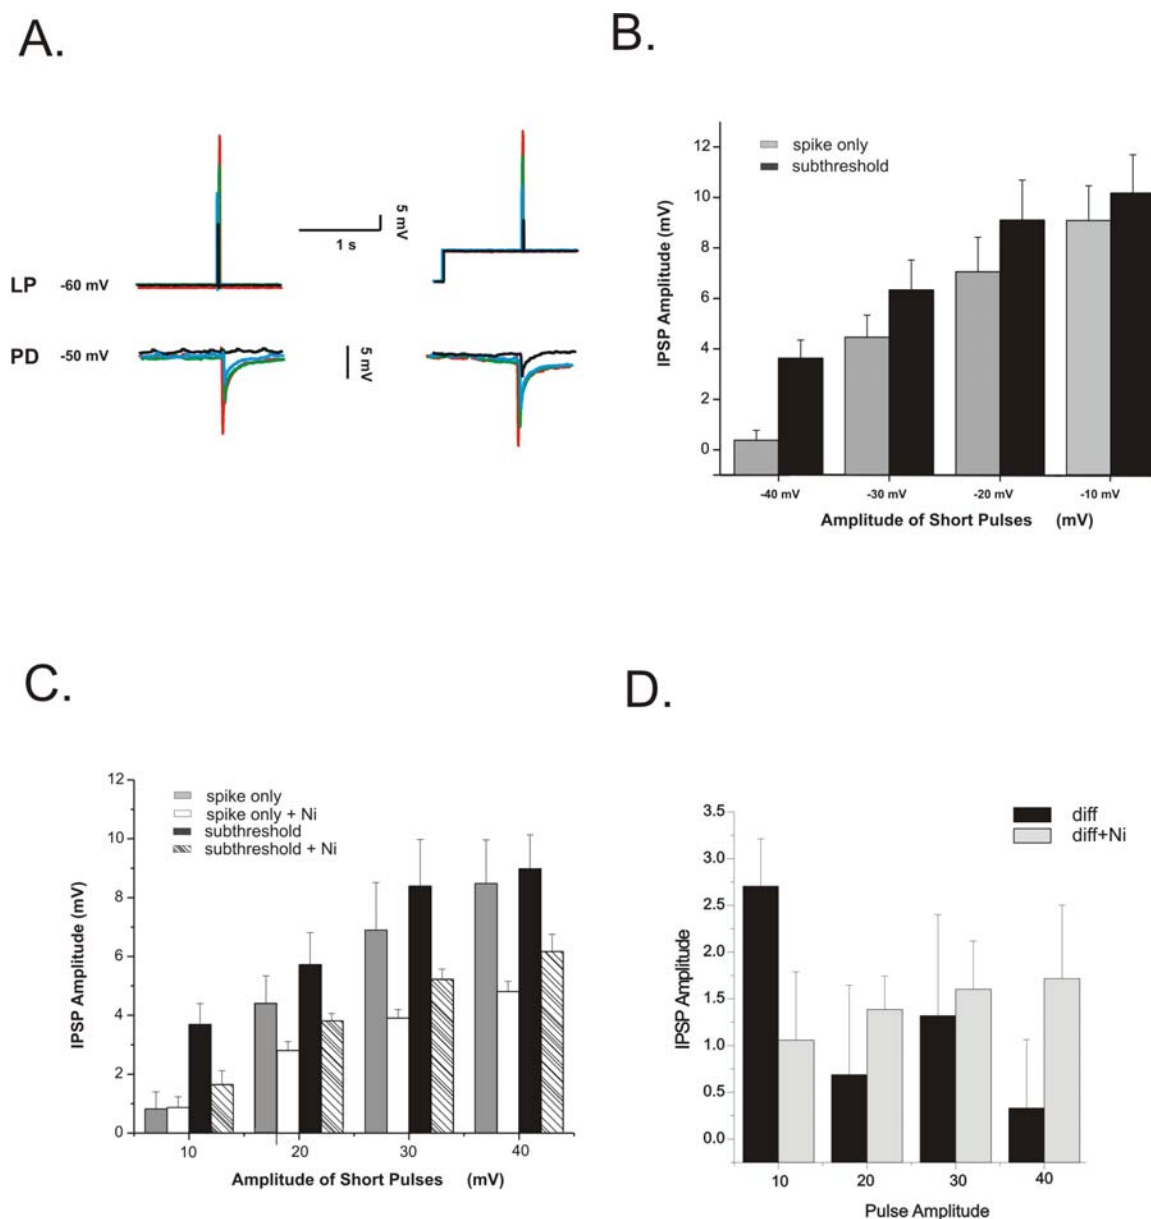 A.
5 mV
1 s
LP -60 mV
PD -50 mV
5 mV
B.
IPSP Amplitude (mV)
12
10
8
6
4
2
0
spike only
subthreshold
-40 mV -30 mV -20 mV -10 mV
Amplitude of Short Pulses (mV)
C.
IPSP Amplitude (mV)
12
10
8
6
4
2
0
spike only
spike only + Ni
subthreshold
subthreshold + Ni
10 20 30 40
Amplitude of Short Pulses (mV)
D.
IPSP Amplitude
3.5
3.0
2.5
2.0
1.5
1.0
0.5
0.0
diff
diff+Ni
10 20 30 40
Pulse Amplitude